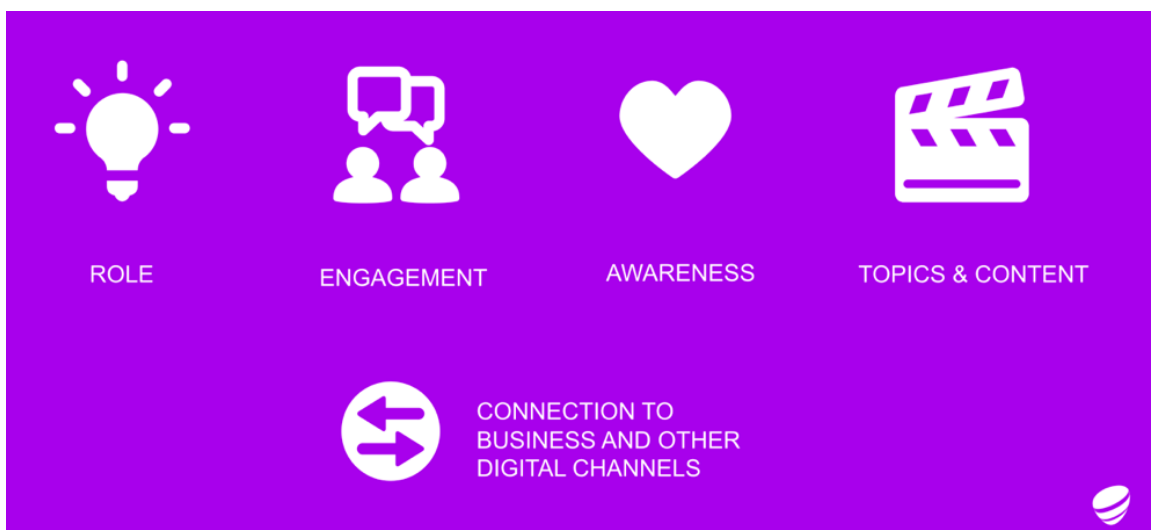 ROLE
ENGAGEMENT
AWARENESS
TOPICS & CONTENT
CONNECTION TO
BUSINESS AND OTHER
DIGITAL CHANNELS